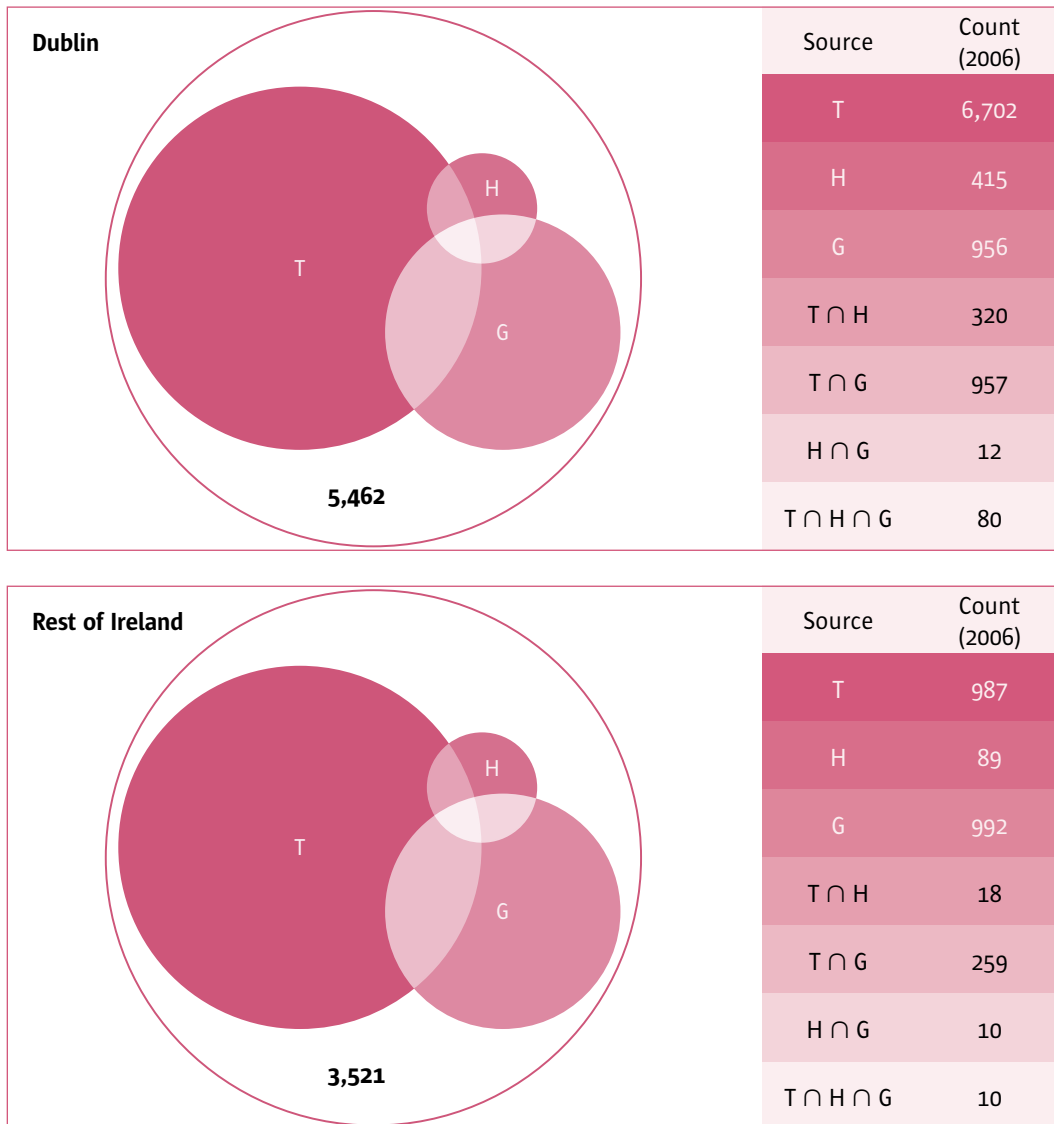 Dublin
T
H
G
5,462
Source Count (2006)
T 6,702
H 415
G 956
T ∩ H 320
T ∩ G 957
H ∩ G 12
T ∩ H ∩ G 80
Rest of Ireland
T
H
G
3,521
Source Count (2006)
T 987
H 89
G 992
T ∩ H 18
T ∩ G 259
H ∩ G 10
T ∩ H ∩ G 10